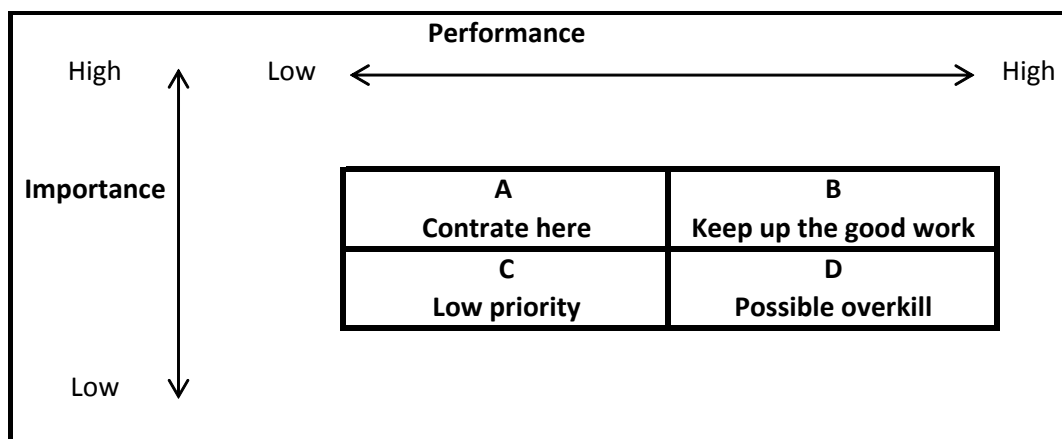 Performance
High Low High
Importance
A B
Contrate here Keep up the good work
C D
Low priority Possible overkill
Low